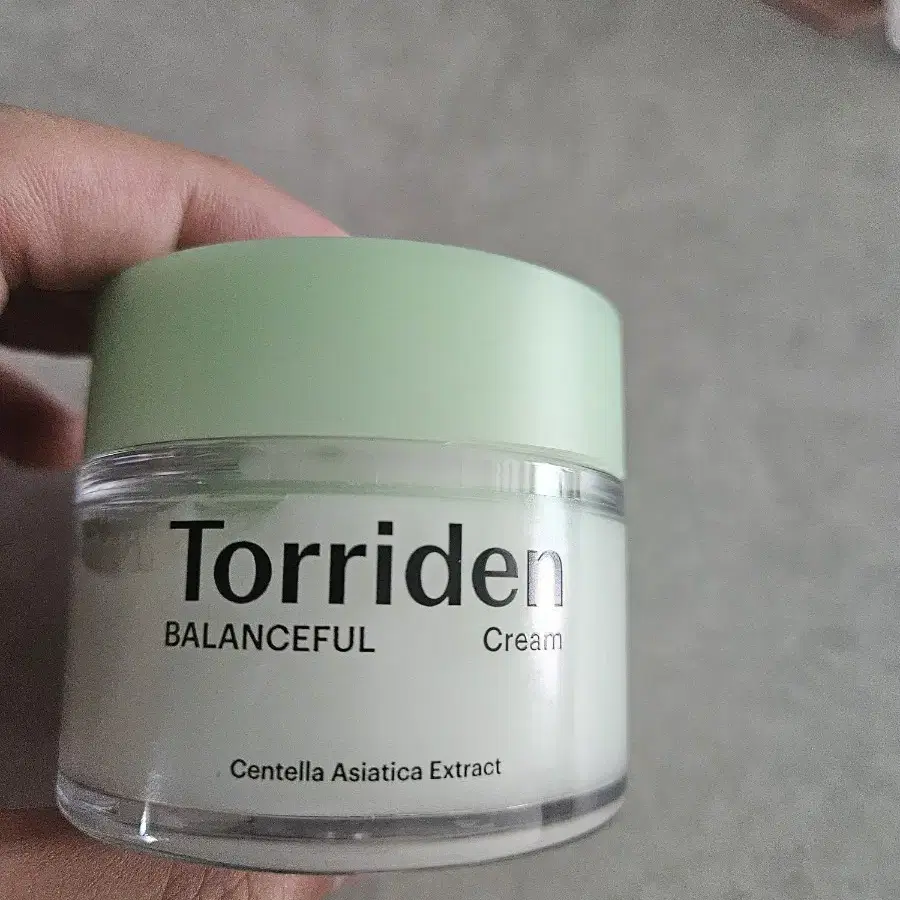 Torriden
BALANCEFUL Cream
Centella Asiatica Extract